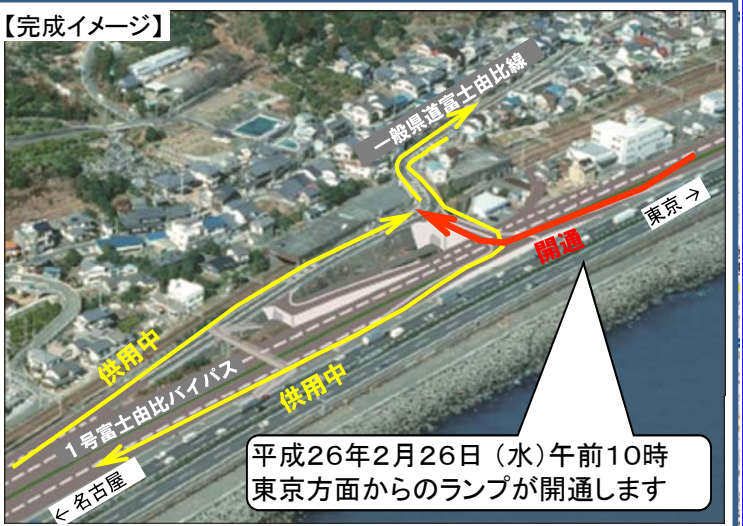 【完成イメージ】
一般県道富士由比線
東京→
開通
供用中
供用中
1号富士由比バイパス
←名古屋
平成26年2月26日(水)午前10時
東京方面からのランプが開通します